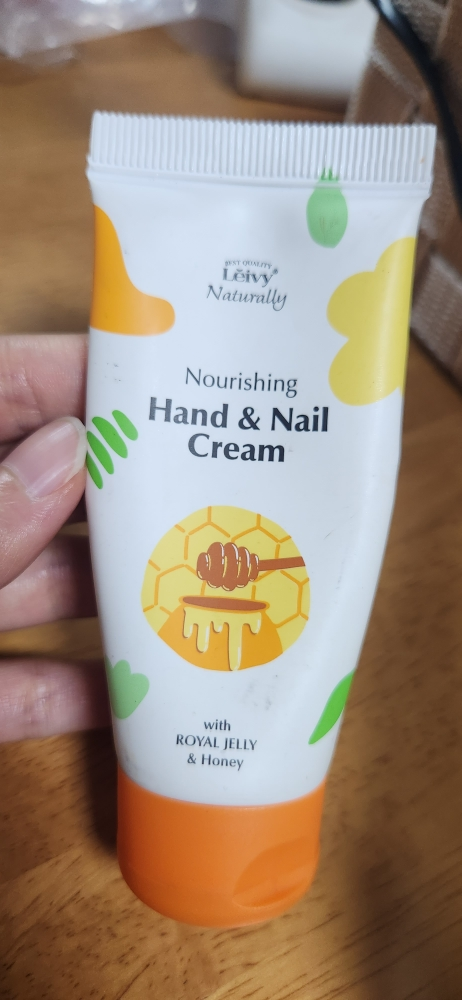 BEST QUALITY
Leivy®
Naturally
Nourishing
Hand & Nail
Cream
with
ROYAL JELLY
& Honey